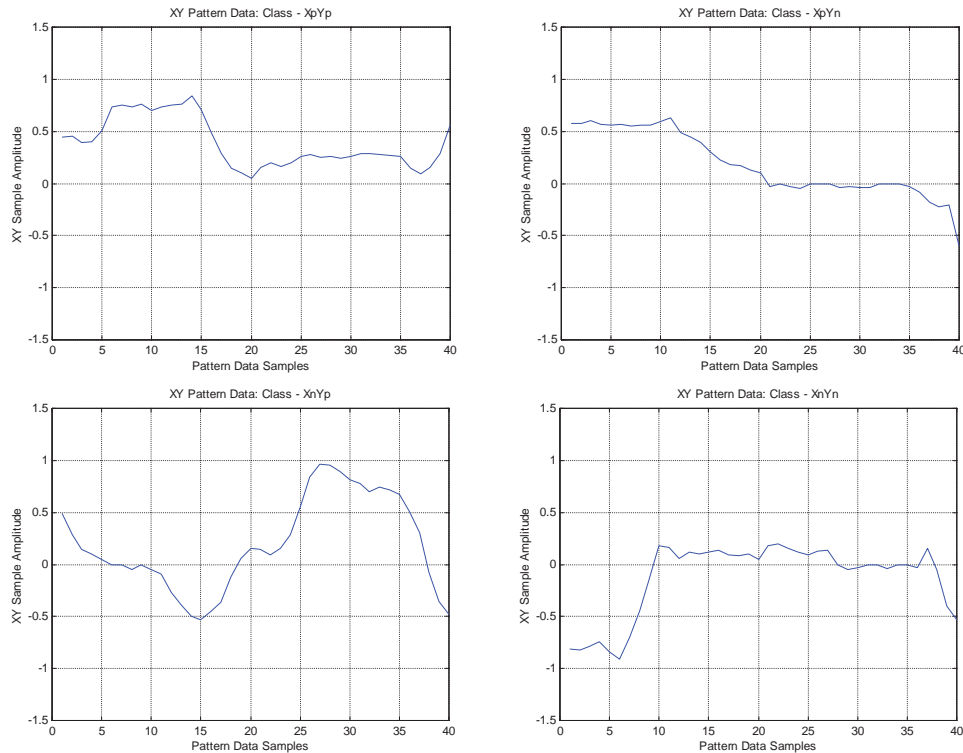 XY Pattern Data: Class - XpYp
1.5
1
0.5
0
-0.5
-1
-1.5
XY Sample Amplitude
0 5 10 15 20 25 30 35 40
Pattern Data Samples
XY Pattern Data: Class - XpYn
1.5
1
0.5
0
-0.5
-1
-1.5
XY Sample Amplitude
0 5 10 15 20 25 30 35 40
Pattern Data Samples
XY Pattern Data: Class - XnYp
1.5
1
0.5
0
-0.5
-1
-1.5
XY Sample Amplitude
0 5 10 15 20 25 30 35 40
Pattern Data Samples
XY Pattern Data: Class - XnYn
1.5
1
0.5
0
-0.5
-1
-1.5
XY Sample Amplitude
0 5 10 15 20 25 30 35 40
Pattern Data Samples